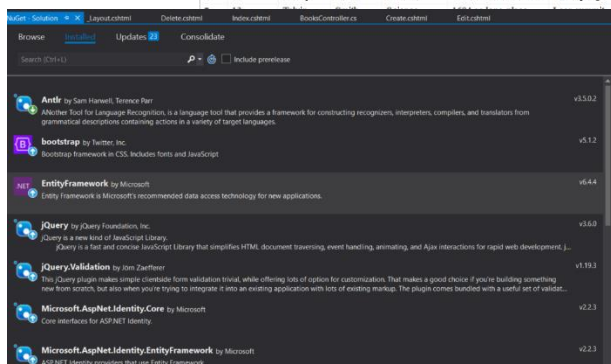 NuGet - Solution _Layout.cshtml Delete.cshtml Index.cshtml BooksController.cs Create.cshtml Edit.cshtml
Browse Installed Updates 23 Consolidate
Search (Ctrl+L) Include prerelease
Antlr by Sam Harwell, Terence Parr v3.5.0.2
ANother Tool for Language Recognition, is a language tool that provides a framework for constructing recognizers, interpreters, compilers, and translators from
grammatical descriptions containing actions in a variety of target languages.
bootstrap by Twitter, Inc. v5.1.2
Bootstrap framework in CSS. Includes fonts and JavaScript
.NET EntityFramework by Microsoft v6.4.4
Entity Framework is Microsoft's recommended data access technology for new applications.
jQuery by jQuery Foundation, Inc. v3.6.0
jQuery is a new kind of JavaScript Library.
jQuery is a fast and concise JavaScript Library that simplifies HTML document traversing, event handling, animating, and Ajax interactions for rapid web development. j...
jQuery.Validation by Jörn Zaefferer v1.19.3
This jQuery plugin makes simple clientside form validation trivial, while offering lots of option for customization. That makes a good choice if you're building something
new from scratch, but also when you're trying to integrate it into an existing application with lots of existing markup. The plugin comes bundled with a useful set of validat...
Microsoft.AspNet.Identity.Core by Microsoft v2.2.3
Core interfaces for ASP.NET Identity.
Microsoft.AspNet.Identity.EntityFramework by Microsoft v2.2.3
ASP.NET Identity providers that use Entity Framework.